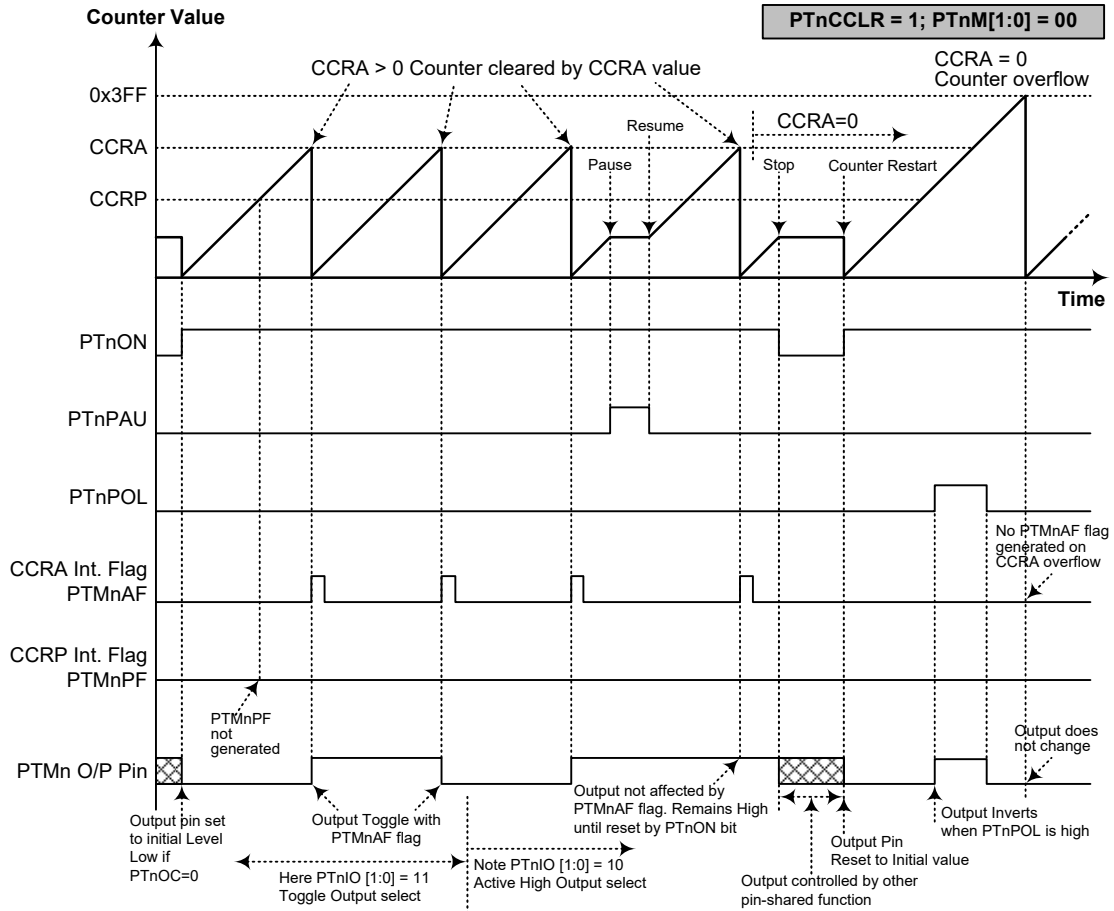 Counter Value
PTnCCLR = 1; PTnM[1:0] = 00
CCRA > 0 Counter cleared by CCRA value
CCRA = 0
Counter overflow
0x3FF
Resume
CCRA=0
CCRA
Pause
Stop
Counter Restart
CCRP
Time
PTnON
PTnPAU
PTnPOL
No PTMnAF flag
generated on
CCRA overflow
CCRA Int. Flag
PTMnAF
CCRP Int. Flag
PTMnPF
PTMnPF
not
generated
Output does
not change
PTMn O/P Pin
Output pin set
to initial Level
Low if
PTnOC=0
Output Toggle with
PTMnAF flag
Here PTnIO [1:0] = 11
Toggle Output select
Output not affected by
PTMnAF flag. Remains High
until reset by PTnON bit
Note PTnIO [1:0] = 10
Active High Output select
Output Inverts
when PTnPOL is high
Output Pin
Reset to Initial value
Output controlled by other
pin-shared function